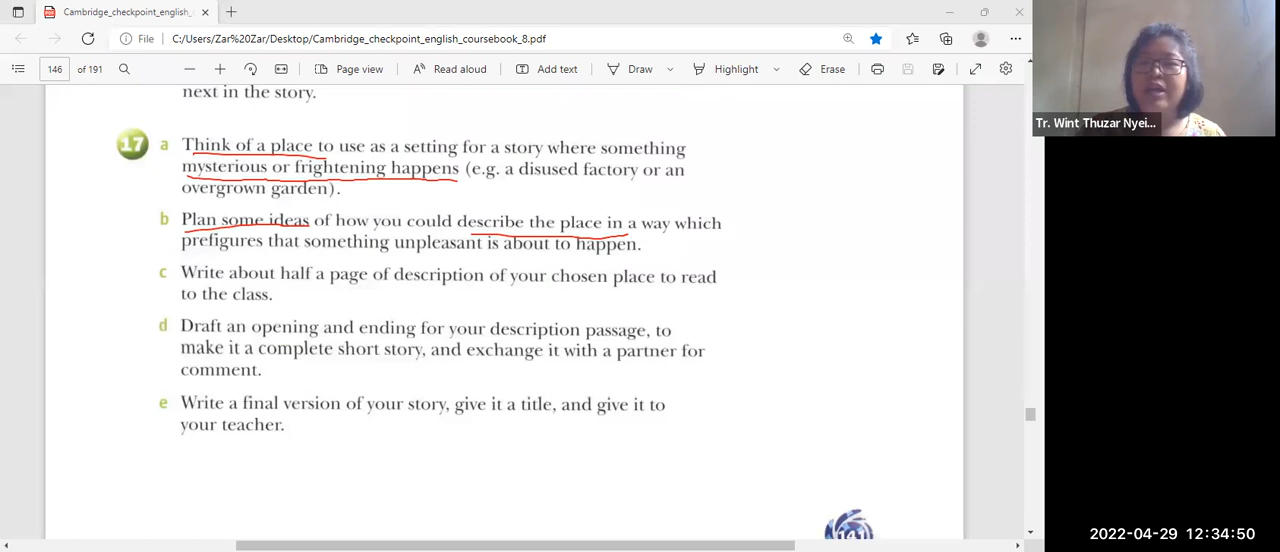 Cambridge_checkpoint_english_
File
C:/Users/Zar%20Zar/Desktop/Cambridge_checkpoint_english_coursebook_8.pdf
146 of 191
Page view
Read aloud
Add text
Draw
Highlight
Erase
Tr. Wint Thuzar Nyei...
next in the story.
17 a Think of a place to use as a setting for a story where something
mysterious or frightening happens (e.g. a disused factory or an
overgrown garden).
b Plan some ideas of how you could describe the place in a way which
prefigures that something unpleasant is about to happen.
c Write about half a page of description of your chosen place to read
to the class.
d Draft an opening and ending for your description passage, to
make it a complete short story, and exchange it with a partner for
comment.
e Write a final version of your story, give it a title, and give it to
your teacher.
141
2022-04-29 12:34:50